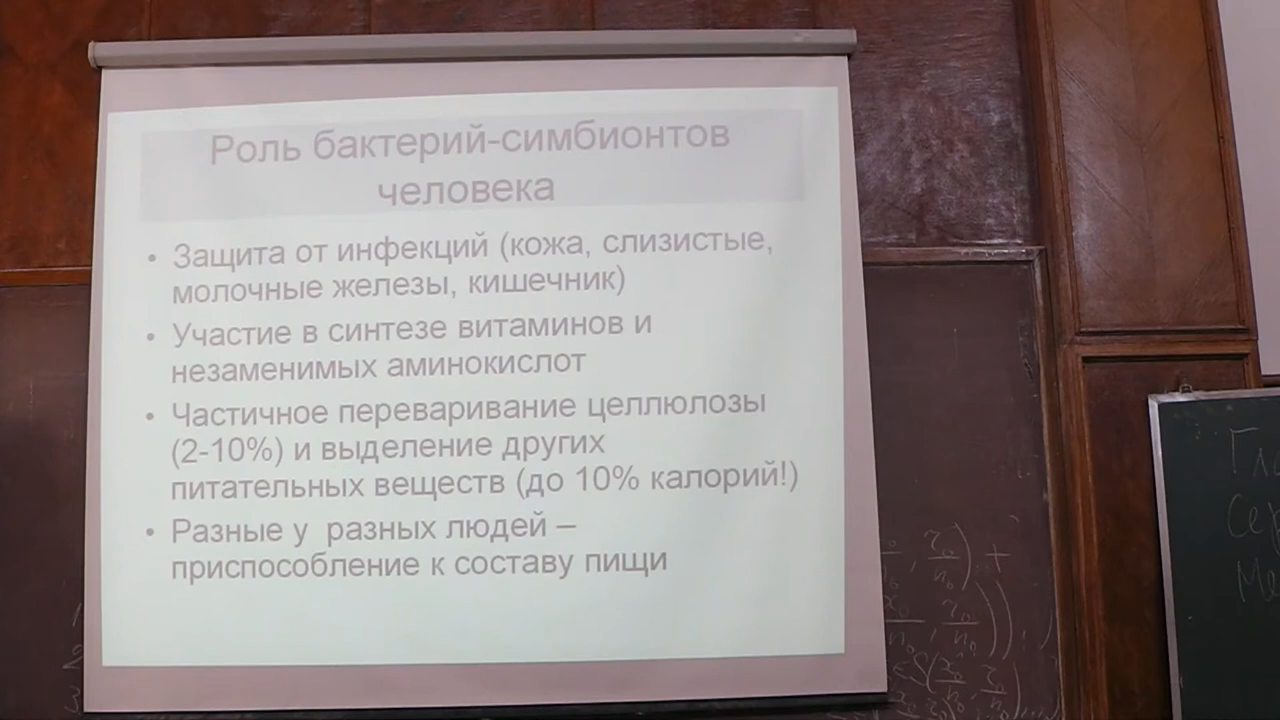 Роль бактерий-симбионтов
человека
• Защита от инфекций (кожа, слизистые,
молочные железы, кишечник)
• Участие в синтезе витаминов и
незаменимых аминокислот
• Частичное переваривание целлюлозы
(2-10%) и выделение других
питательных веществ (до 10% калорий!)
• Разные у  разных людей –
приспособление к составу пищи